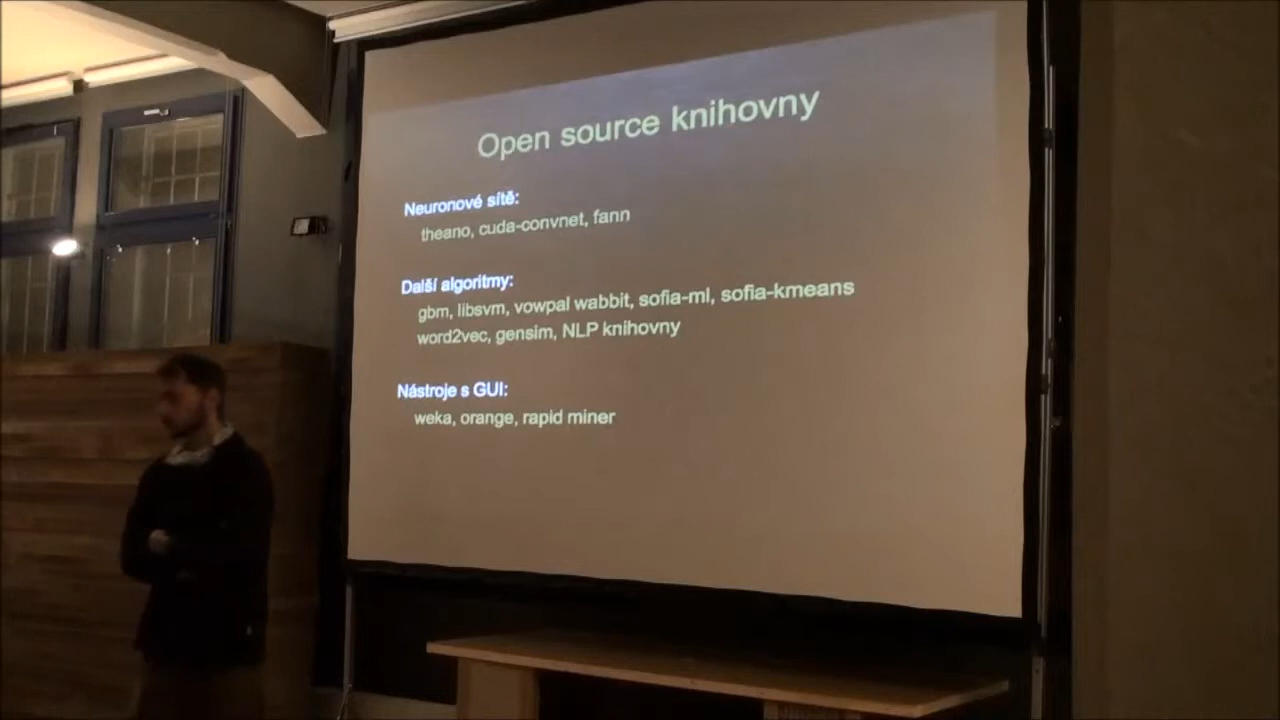 Open source knihovny
Neuronové sítě:
theano, cuda-convnet, fann
Další algoritmy:
gbm, libsvm, vowpal wabbit, sofia-ml, sofia-kmeans
word2vec, gensim, NLP knihovny
Nástroje s GUI:
weka, orange, rapid miner